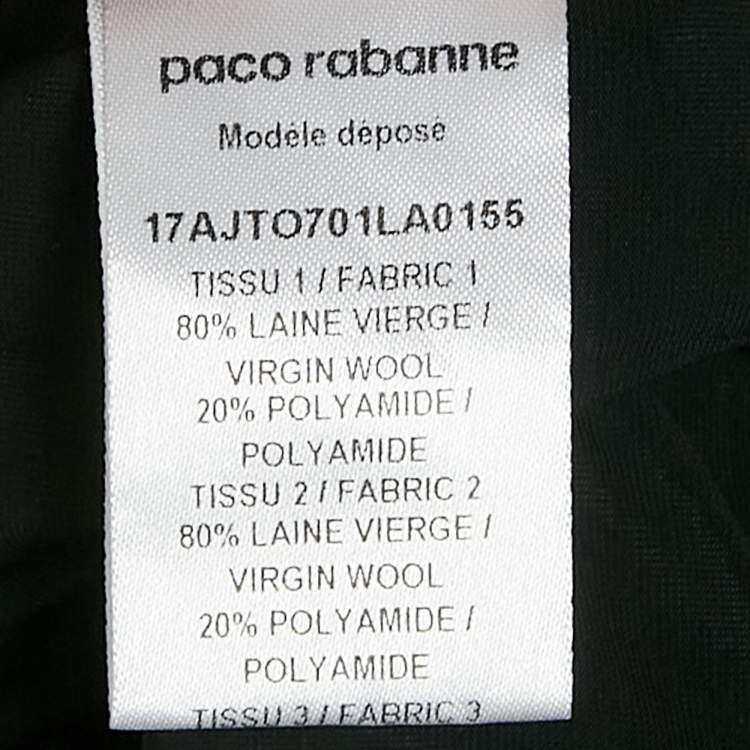 paco rabanne
Modèle déposé
17AJTO701LA0155
TISSU 1 / FABRIC 1
80% LAINE VIERGE /
VIRGIN WOOL
20% POLYAMIDE /
POLYAMIDE
TISSU 2 / FABRIC 2
80% LAINE VIERGE /
VIRGIN WOOL
20% POLYAMIDE /
POLYAMIDE
TISSU 3 / FABRIC 3